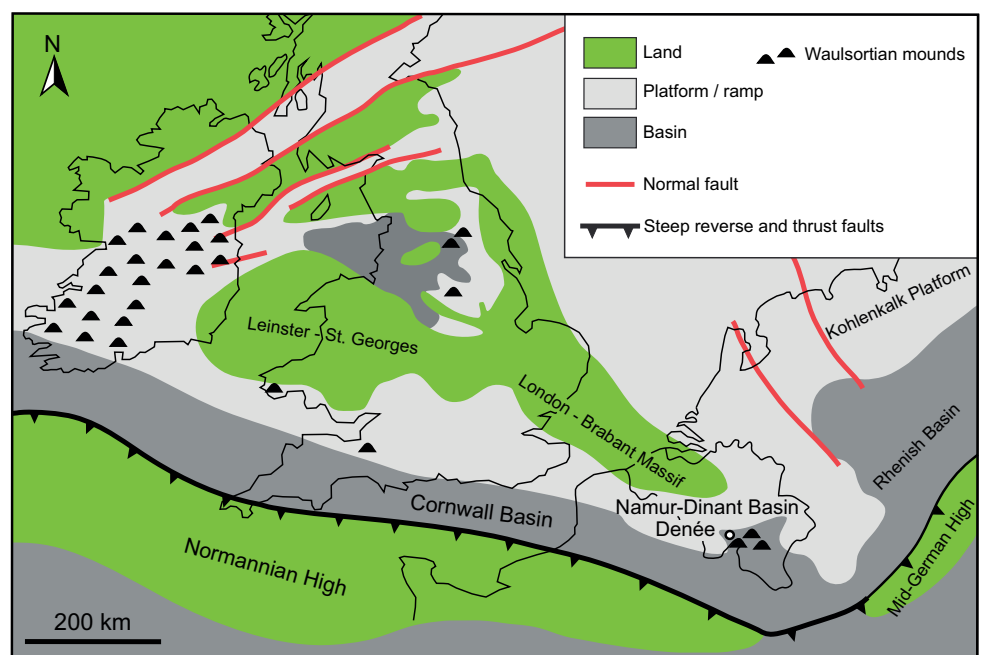 N
Land
Waulsortian mounds
Platform / ramp
Basin
Normal fault
Steep reverse and thrust faults
Kohlenkalk Platform
Leinster - St. Georges
London - Brabant Massif
Rhenish Basin
Namur-Dinant Basin
Denée
Cornwall Basin
Normannian High
Mid-German High
200 km